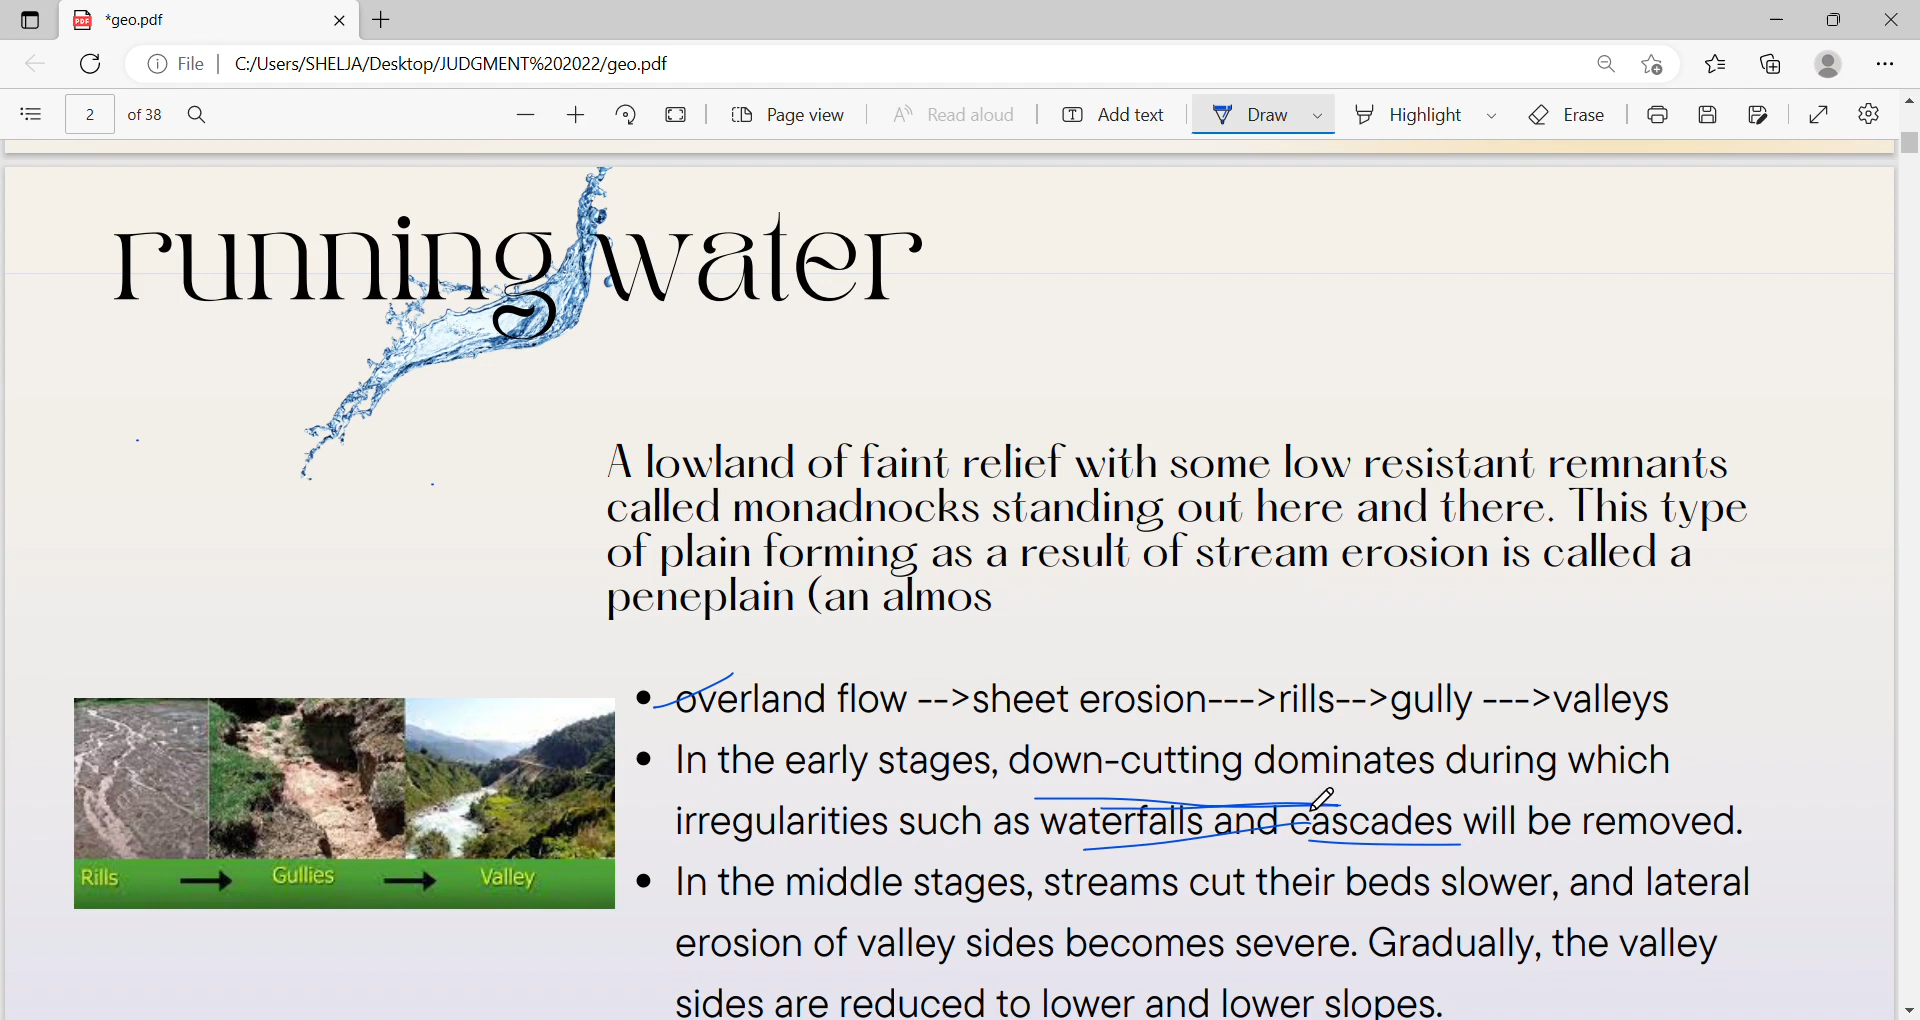 *geo.pdf
File
C:/Users/SHELJA/Desktop/JUDGMENT%202022/geo.pdf
2 of 38
Page view
Read aloud
Add text
Draw
Highlight
Erase
running water
A lowland of faint relief with some low resistant remnants
called monadnocks standing out here and there. This type
of plain forming as a result of stream erosion is called a
peneplain (an almos
• overland flow -->sheet erosion--->rills-->gully --->valleys
• In the early stages, down-cutting dominates during which
irregularities such as waterfalls and cascades will be removed.
• In the middle stages, streams cut their beds slower, and lateral
erosion of valley sides becomes severe. Gradually, the valley
sides are reduced to lower and lower slopes.
Rills
Gullies
Valley